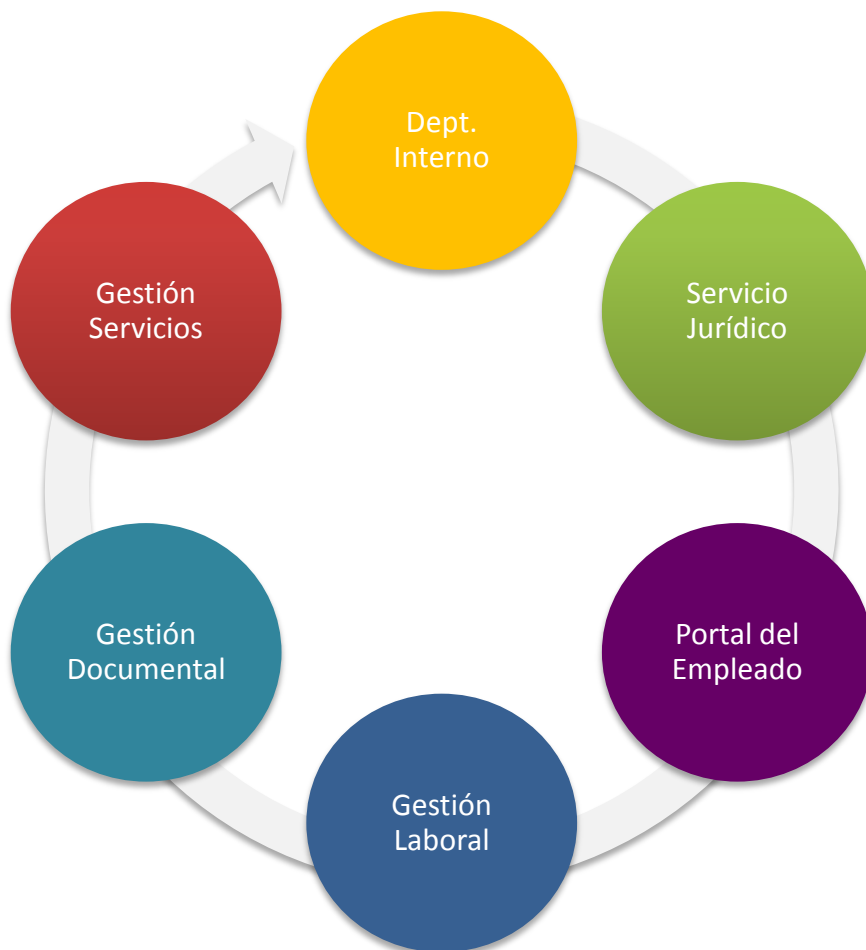 Dept.
Interno
Servicio
Jurídico
Portal del
Empleado
Gestión
Laboral
Gestión
Documental
Gestión
Servicios